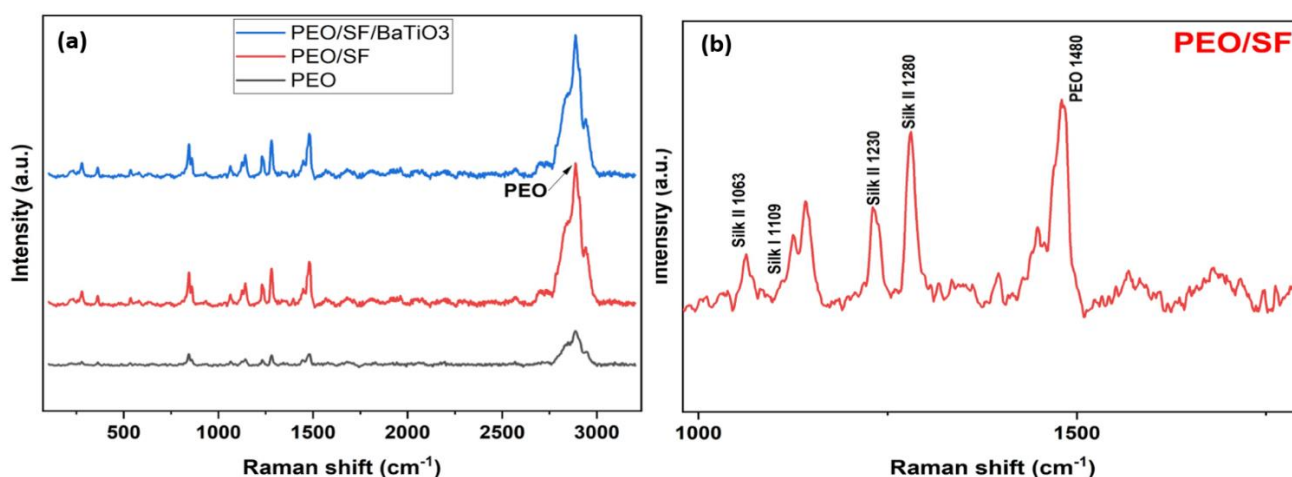 (a)
PEO/SF/BaTiO3
PEO/SF
PEO
PEO
Intensity (a.u.)
500 1000 1500 2000 2500 3000
Raman shift (cm⁻¹)
(b)
PEO/SF
Silk II 1063
Silk I 1109
Silk II 1230
Silk II 1280
PEO 1480
Intensity (a.u.)
1000 1500
Raman shift (cm⁻¹)